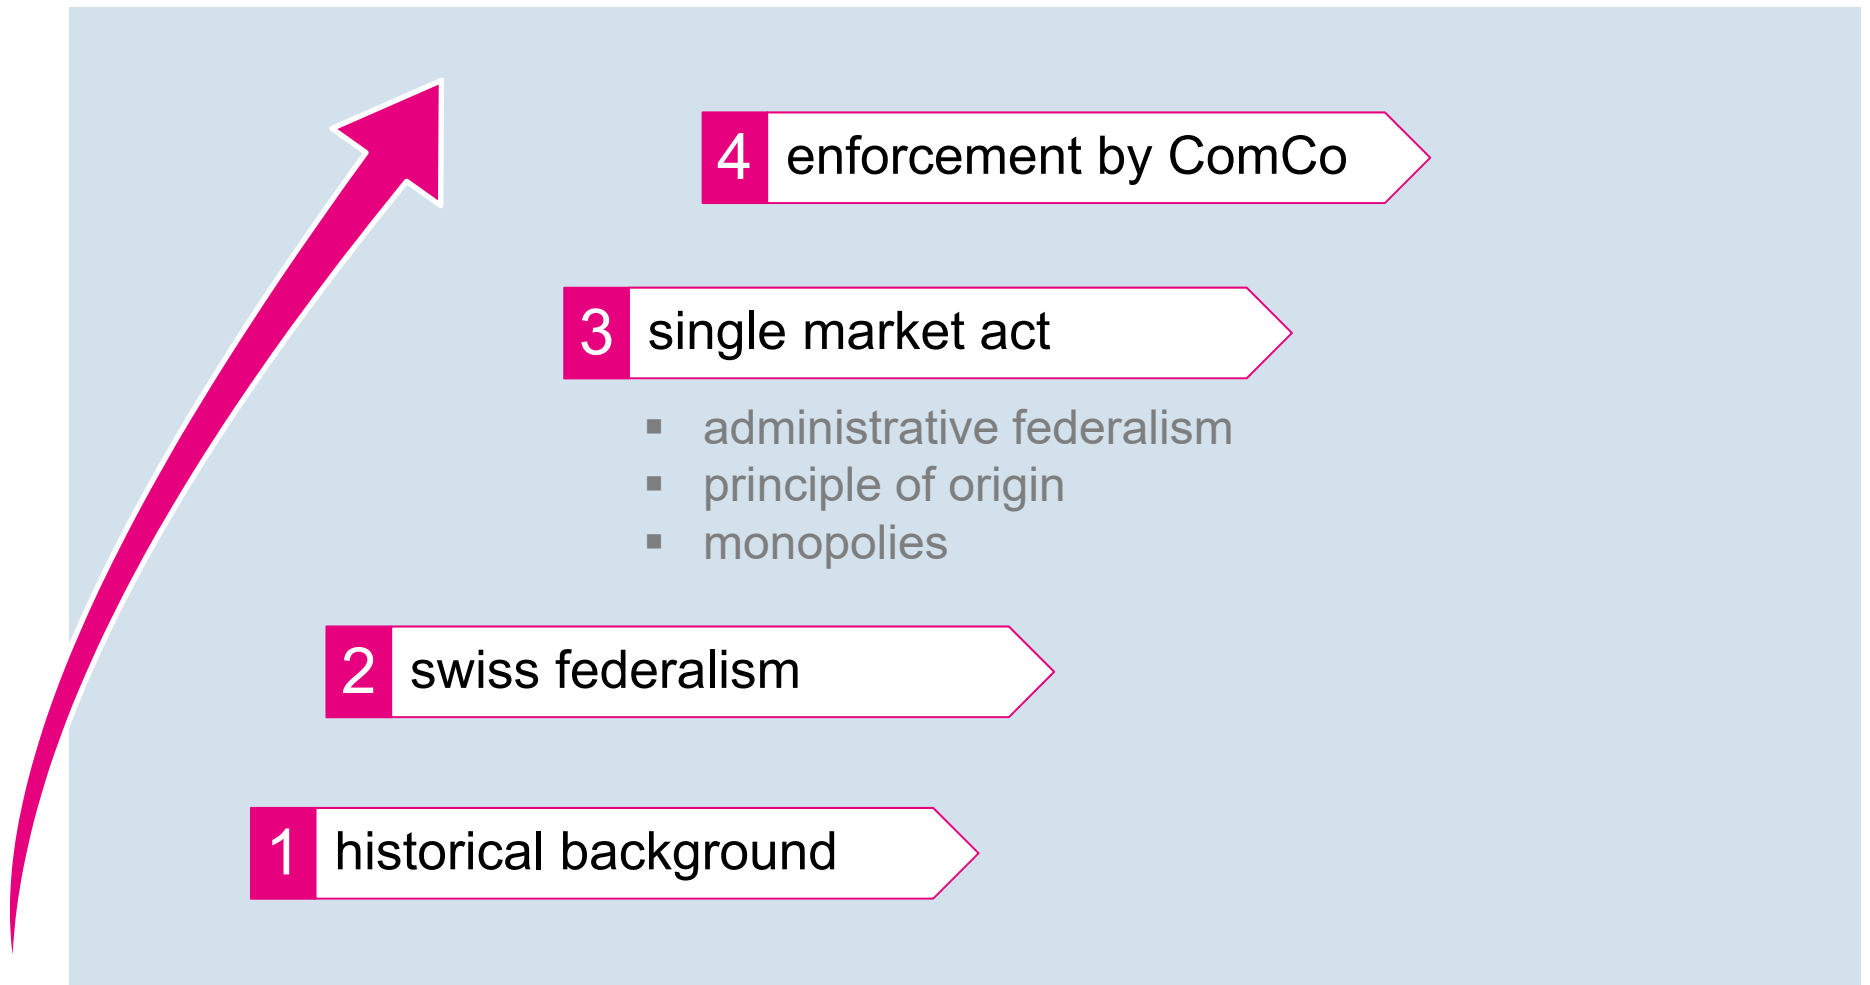 4 enforcement by ComCo
3 single market act
▪ administrative federalism
▪ principle of origin
▪ monopolies
2 swiss federalism
1 historical background